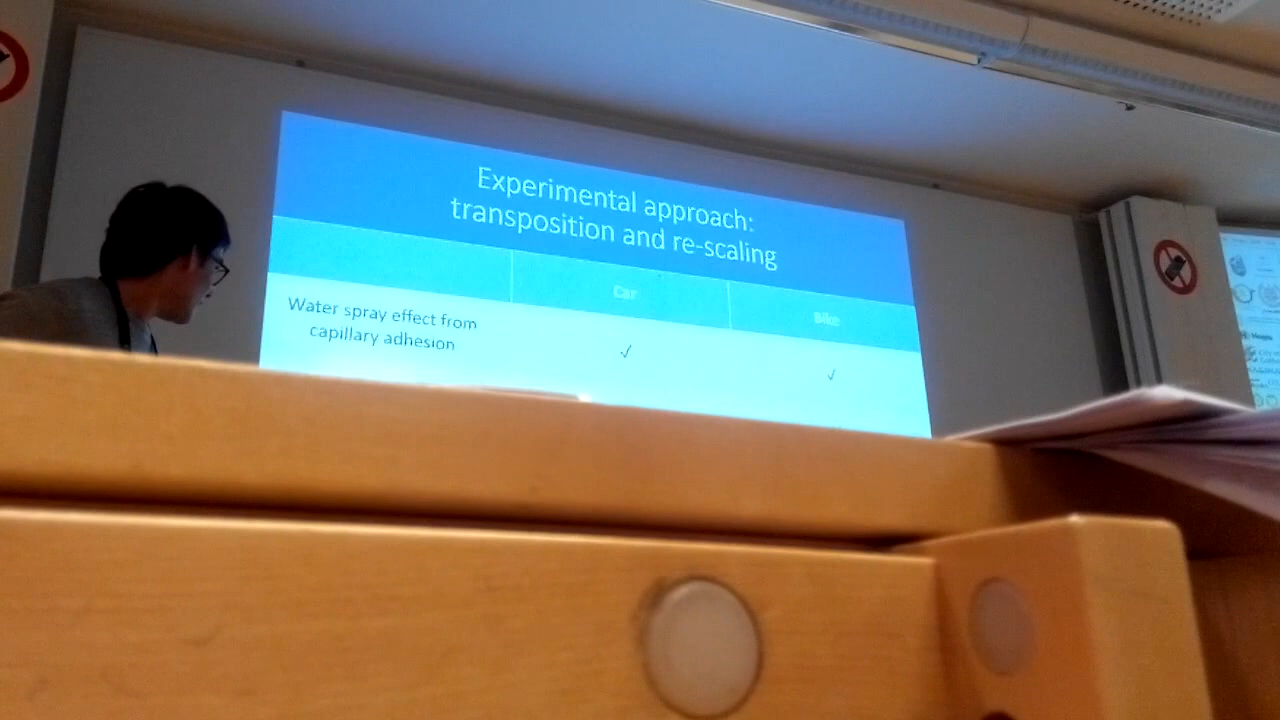 Experimental approach:
transposition and re-scaling
Car
Bike
Water spray effect from
capillary adhesion
✓
✓